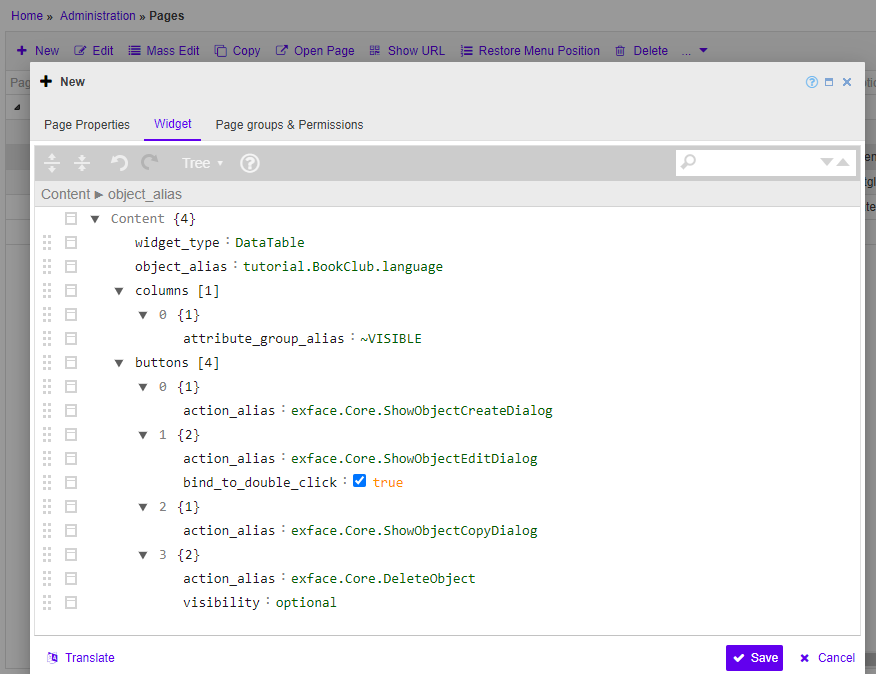 Home » Administration » Pages
New Edit Mass Edit Copy Open Page Show URL Restore Menu Position Delete ...
Pag
New
Page Properties Widget Page groups & Permissions
Tree
Content ▶ object_alias
Content {4}
widget_type : DataTable
object_alias : tutorial.BookClub.language
columns [1]
0 {1}
attribute_group_alias : ~VISIBLE
buttons [4]
0 {1}
action_alias : exface.Core.ShowObjectCreateDialog
1 {2}
action_alias : exface.Core.ShowObjectEditDialog
bind_to_double_click : true
2 {1}
action_alias : exface.Core.ShowObjectCopyDialog
3 {2}
action_alias : exface.Core.DeleteObject
visibility : optional
Translate Save Cancel